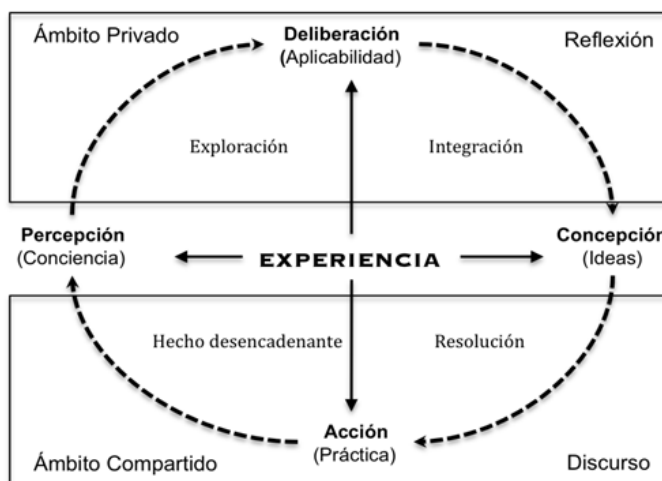 Ámbito Privado
Deliberación
(Aplicabilidad)
Reflexión
Exploración
Integración
Percepción
(Conciencia)
EXPERIENCIA
Concepción
(Ideas)
Hecho desencadenante
Resolución
Acción
(Práctica)
Ámbito Compartido
Discurso